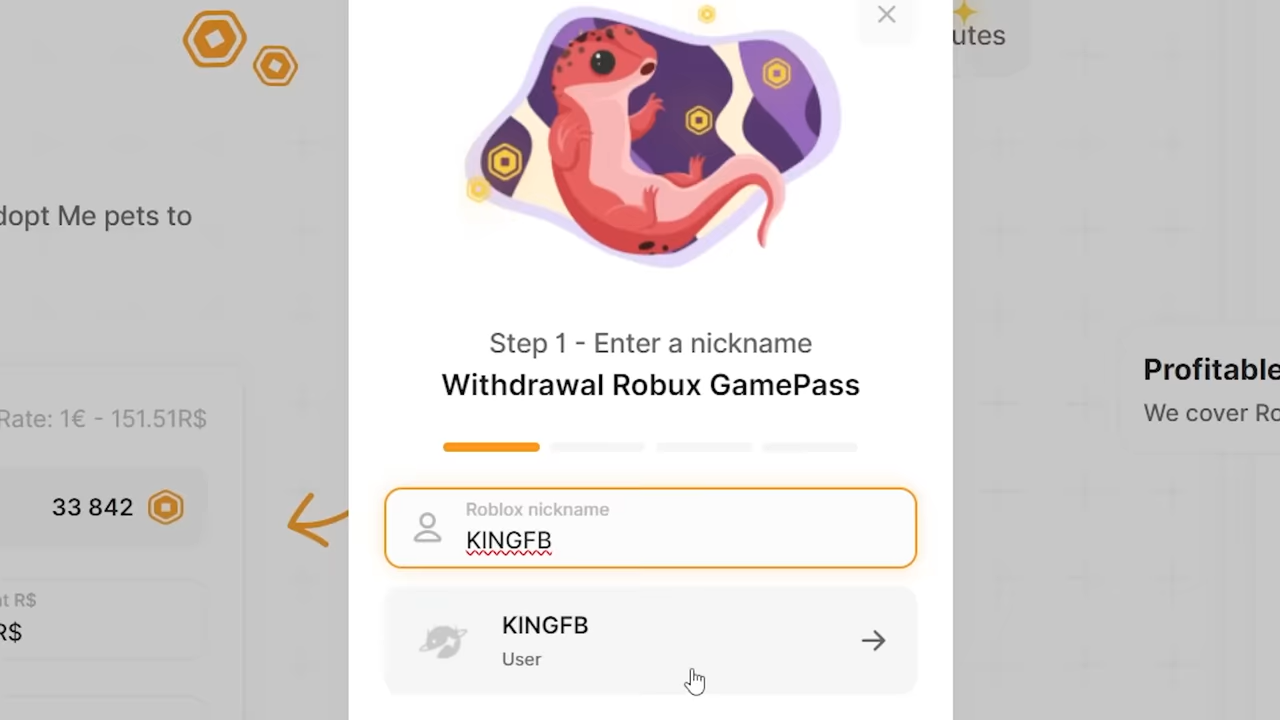 utes
dopt Me pets to
Step 1 - Enter a nickname
Withdrawal Robux GamePass
Rate: 1€ - 151.51R$
33 842
Profitable
We cover Ro
Roblox nickname
KINGFB
nt R$
R$
KINGFB
User